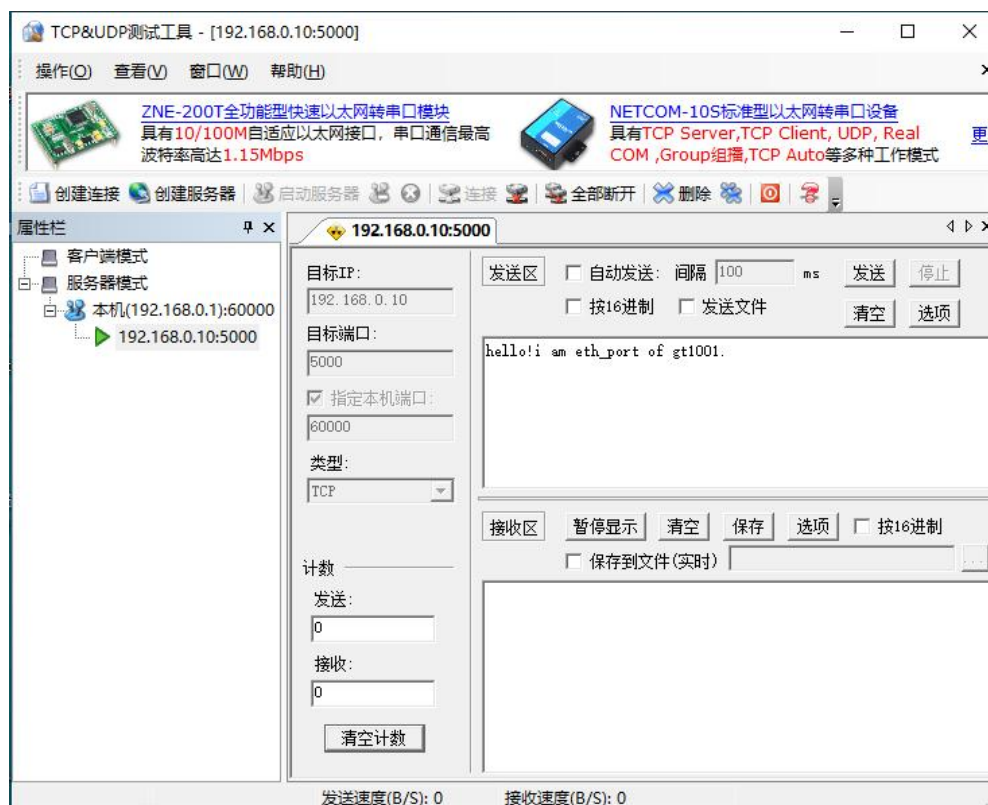 TCP&UDP测试工具 - [192.168.0.10:5000]
操作(O) 查看(V) 窗口(W) 帮助(H)
ZNE-200T全功能型快速以太网转串口模块
具有10/100M自适应以太网接口，串口通信最高
波特率高达1.15Mbps
NETCOM-10S标准型以太网转串口设备
具有TCP Server,TCP Client, UDP, Real
COM ,Group组播,TCP Auto等多种工作模式
更
创建连接 创建服务器 启动服务器 连接 全部断开 删除
属性栏
客户端模式
服务器模式
本机(192.168.0.1):60000
192.168.0.10:5000
192.168.0.10:5000
目标IP:
192.168.0.10
目标端口:
5000
指定本机端口:
60000
类型:
TCP
计数
发送:
0
接收:
0
清空计数
发送区 自动发送: 间隔 100 ms 发送 停止
按16进制 发送文件 清空 选项
hello!i am eth_port of gt1001.
接收区 暂停显示 清空 保存 选项 按16进制
保存到文件(实时) ...
发送速度(B/S): 0 接收速度(B/S): 0